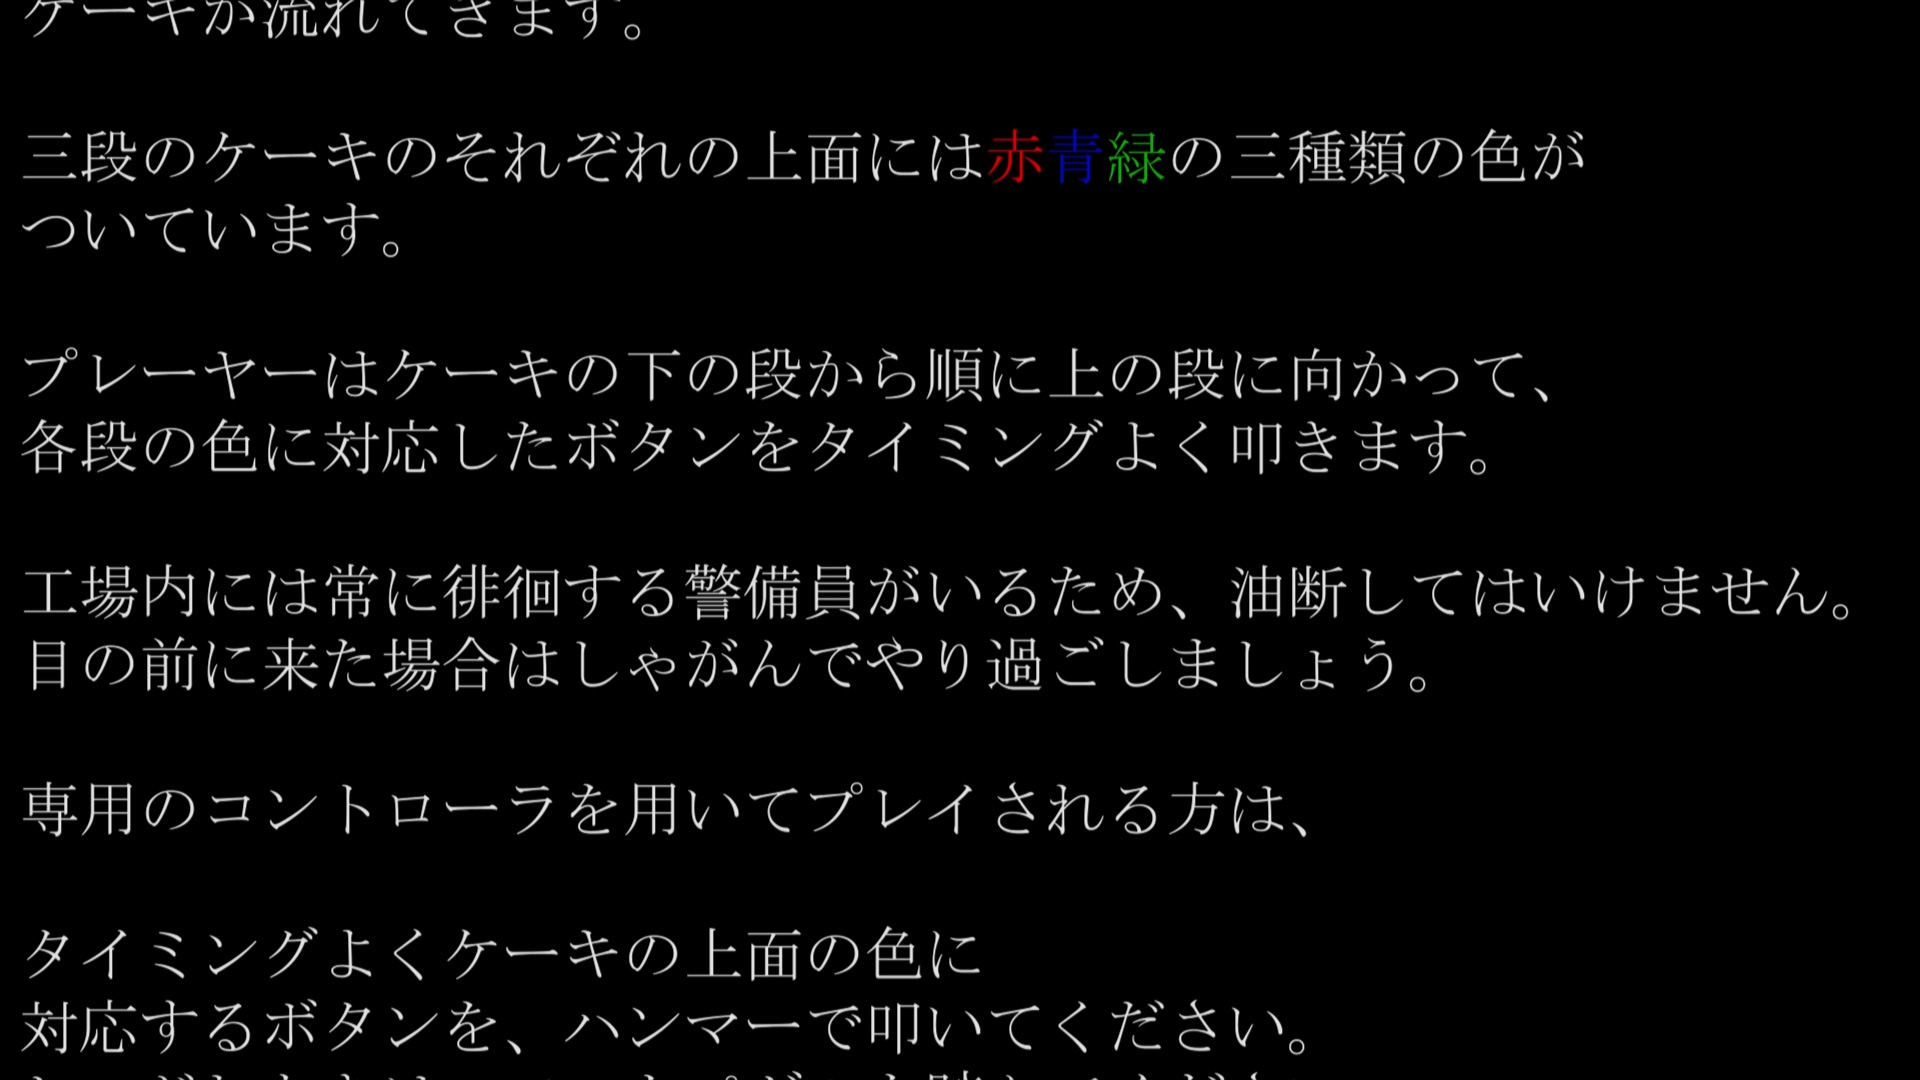 ケーキが流れてきます。
三段のケーキのそれぞれの上面には赤青緑の三種類の色が
ついています。
プレーヤーはケーキの下の段から順に上の段に向かって、
各段の色に対応したボタンをタイミングよく叩きます。
工場内には常に徘徊する警備員がいるため、油断してはいけません。
目の前に来た場合はしゃがんでやり過ごしましょう。
専用のコントローラを用いてプレイされる方は、
タイミングよくケーキの上面の色に
対応するボタンを、ハンマーで叩いてください。